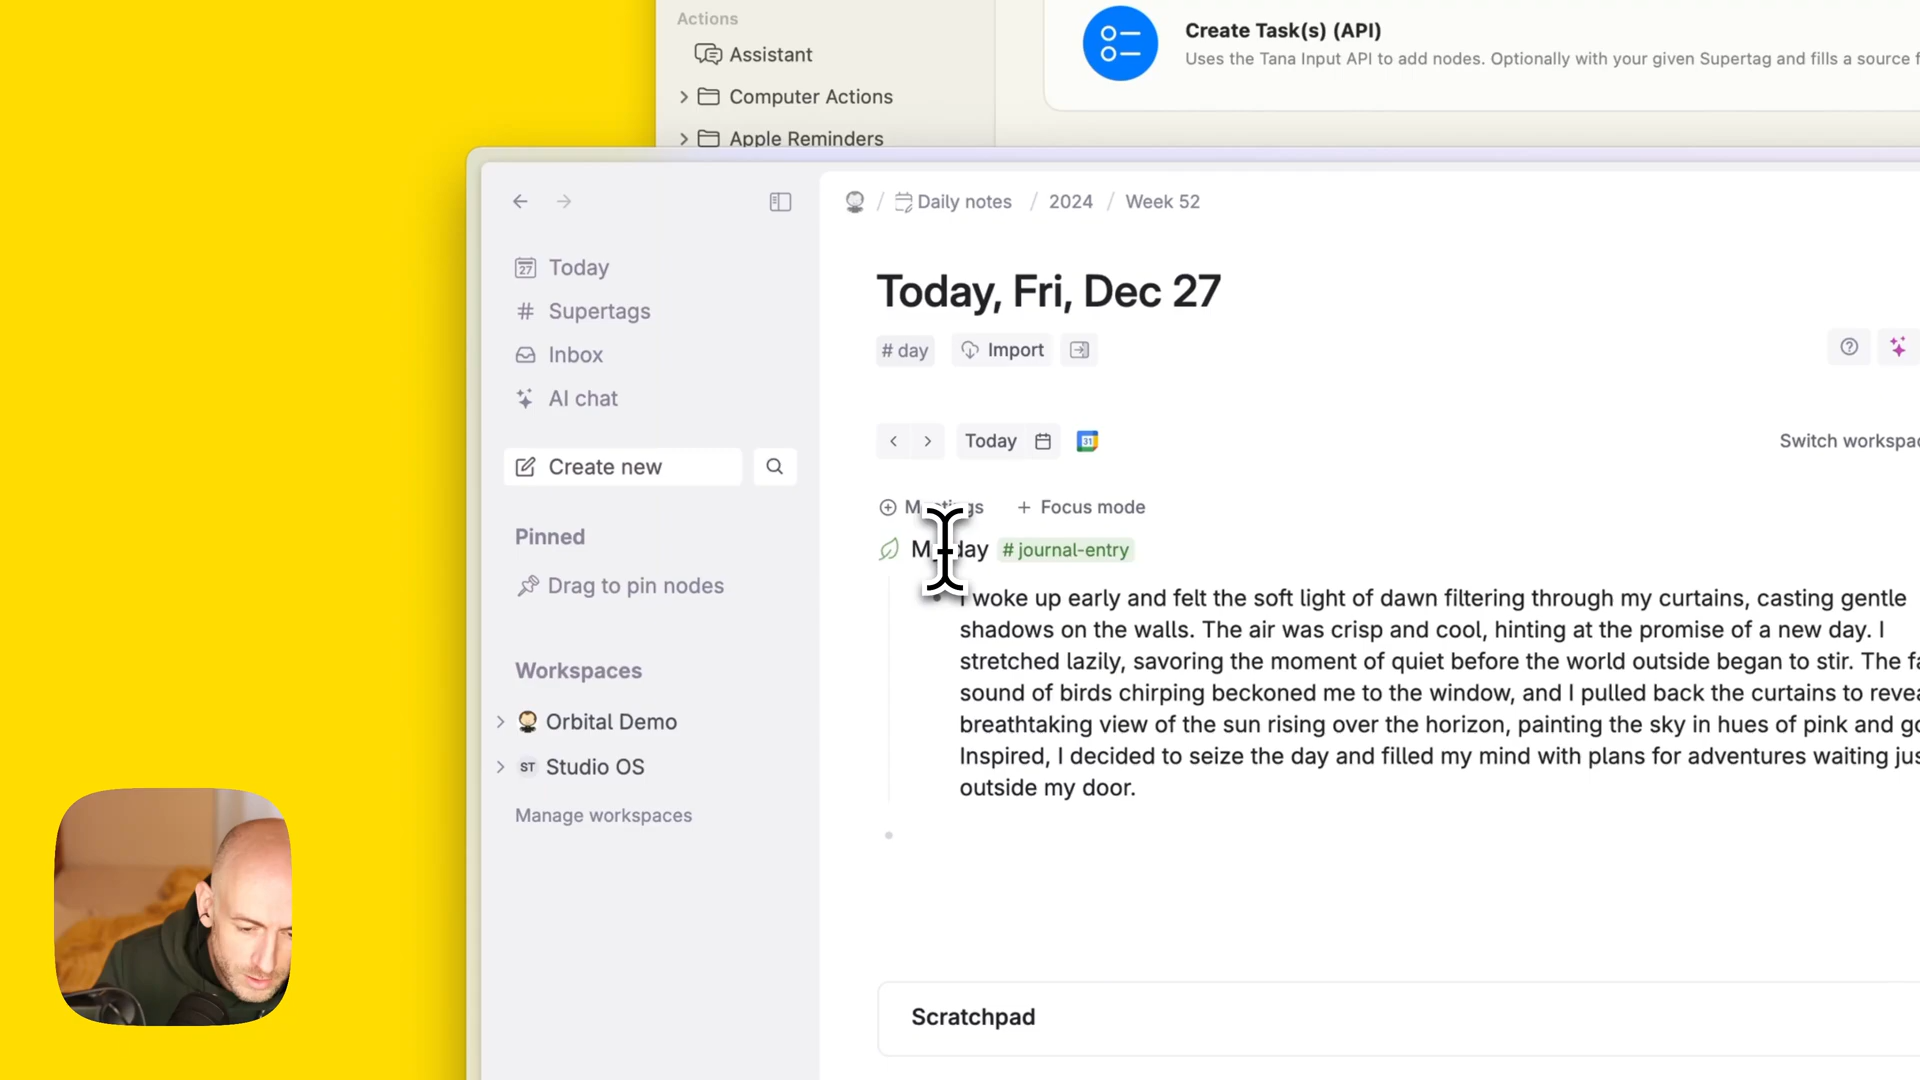 Actions
Assistant
Computer Actions
Apple Reminders
Create Task(s) (API)
Uses the Tana Input API to add nodes. Optionally with your given Supertag and fills a source
Today
Supertags
Inbox
AI chat
Create new
Pinned
Drag to pin nodes
Workspaces
Orbital Demo
ST Studio OS
Manage workspaces
/ Daily notes / 2024 / Week 52
Today, Fri, Dec 27
# day Import
Today 31
Switch
Meetings + Focus mode
day # journal-entry
I woke up early and felt the soft light of dawn filtering through my curtains, casting gentle
shadows on the walls. The air was crisp and cool, hinting at the promise of a new day. I
stretched lazily, savoring the moment of quiet before the world outside began to stir. The
sound of birds chirping beckoned me to the window, and I pulled back the curtains to
breathtaking view of the sun rising over the horizon, painting the sky in hues of pink and
Inspired, I decided to seize the day and filled my mind with plans for adventures waiting
outside my door.
Scratchpad